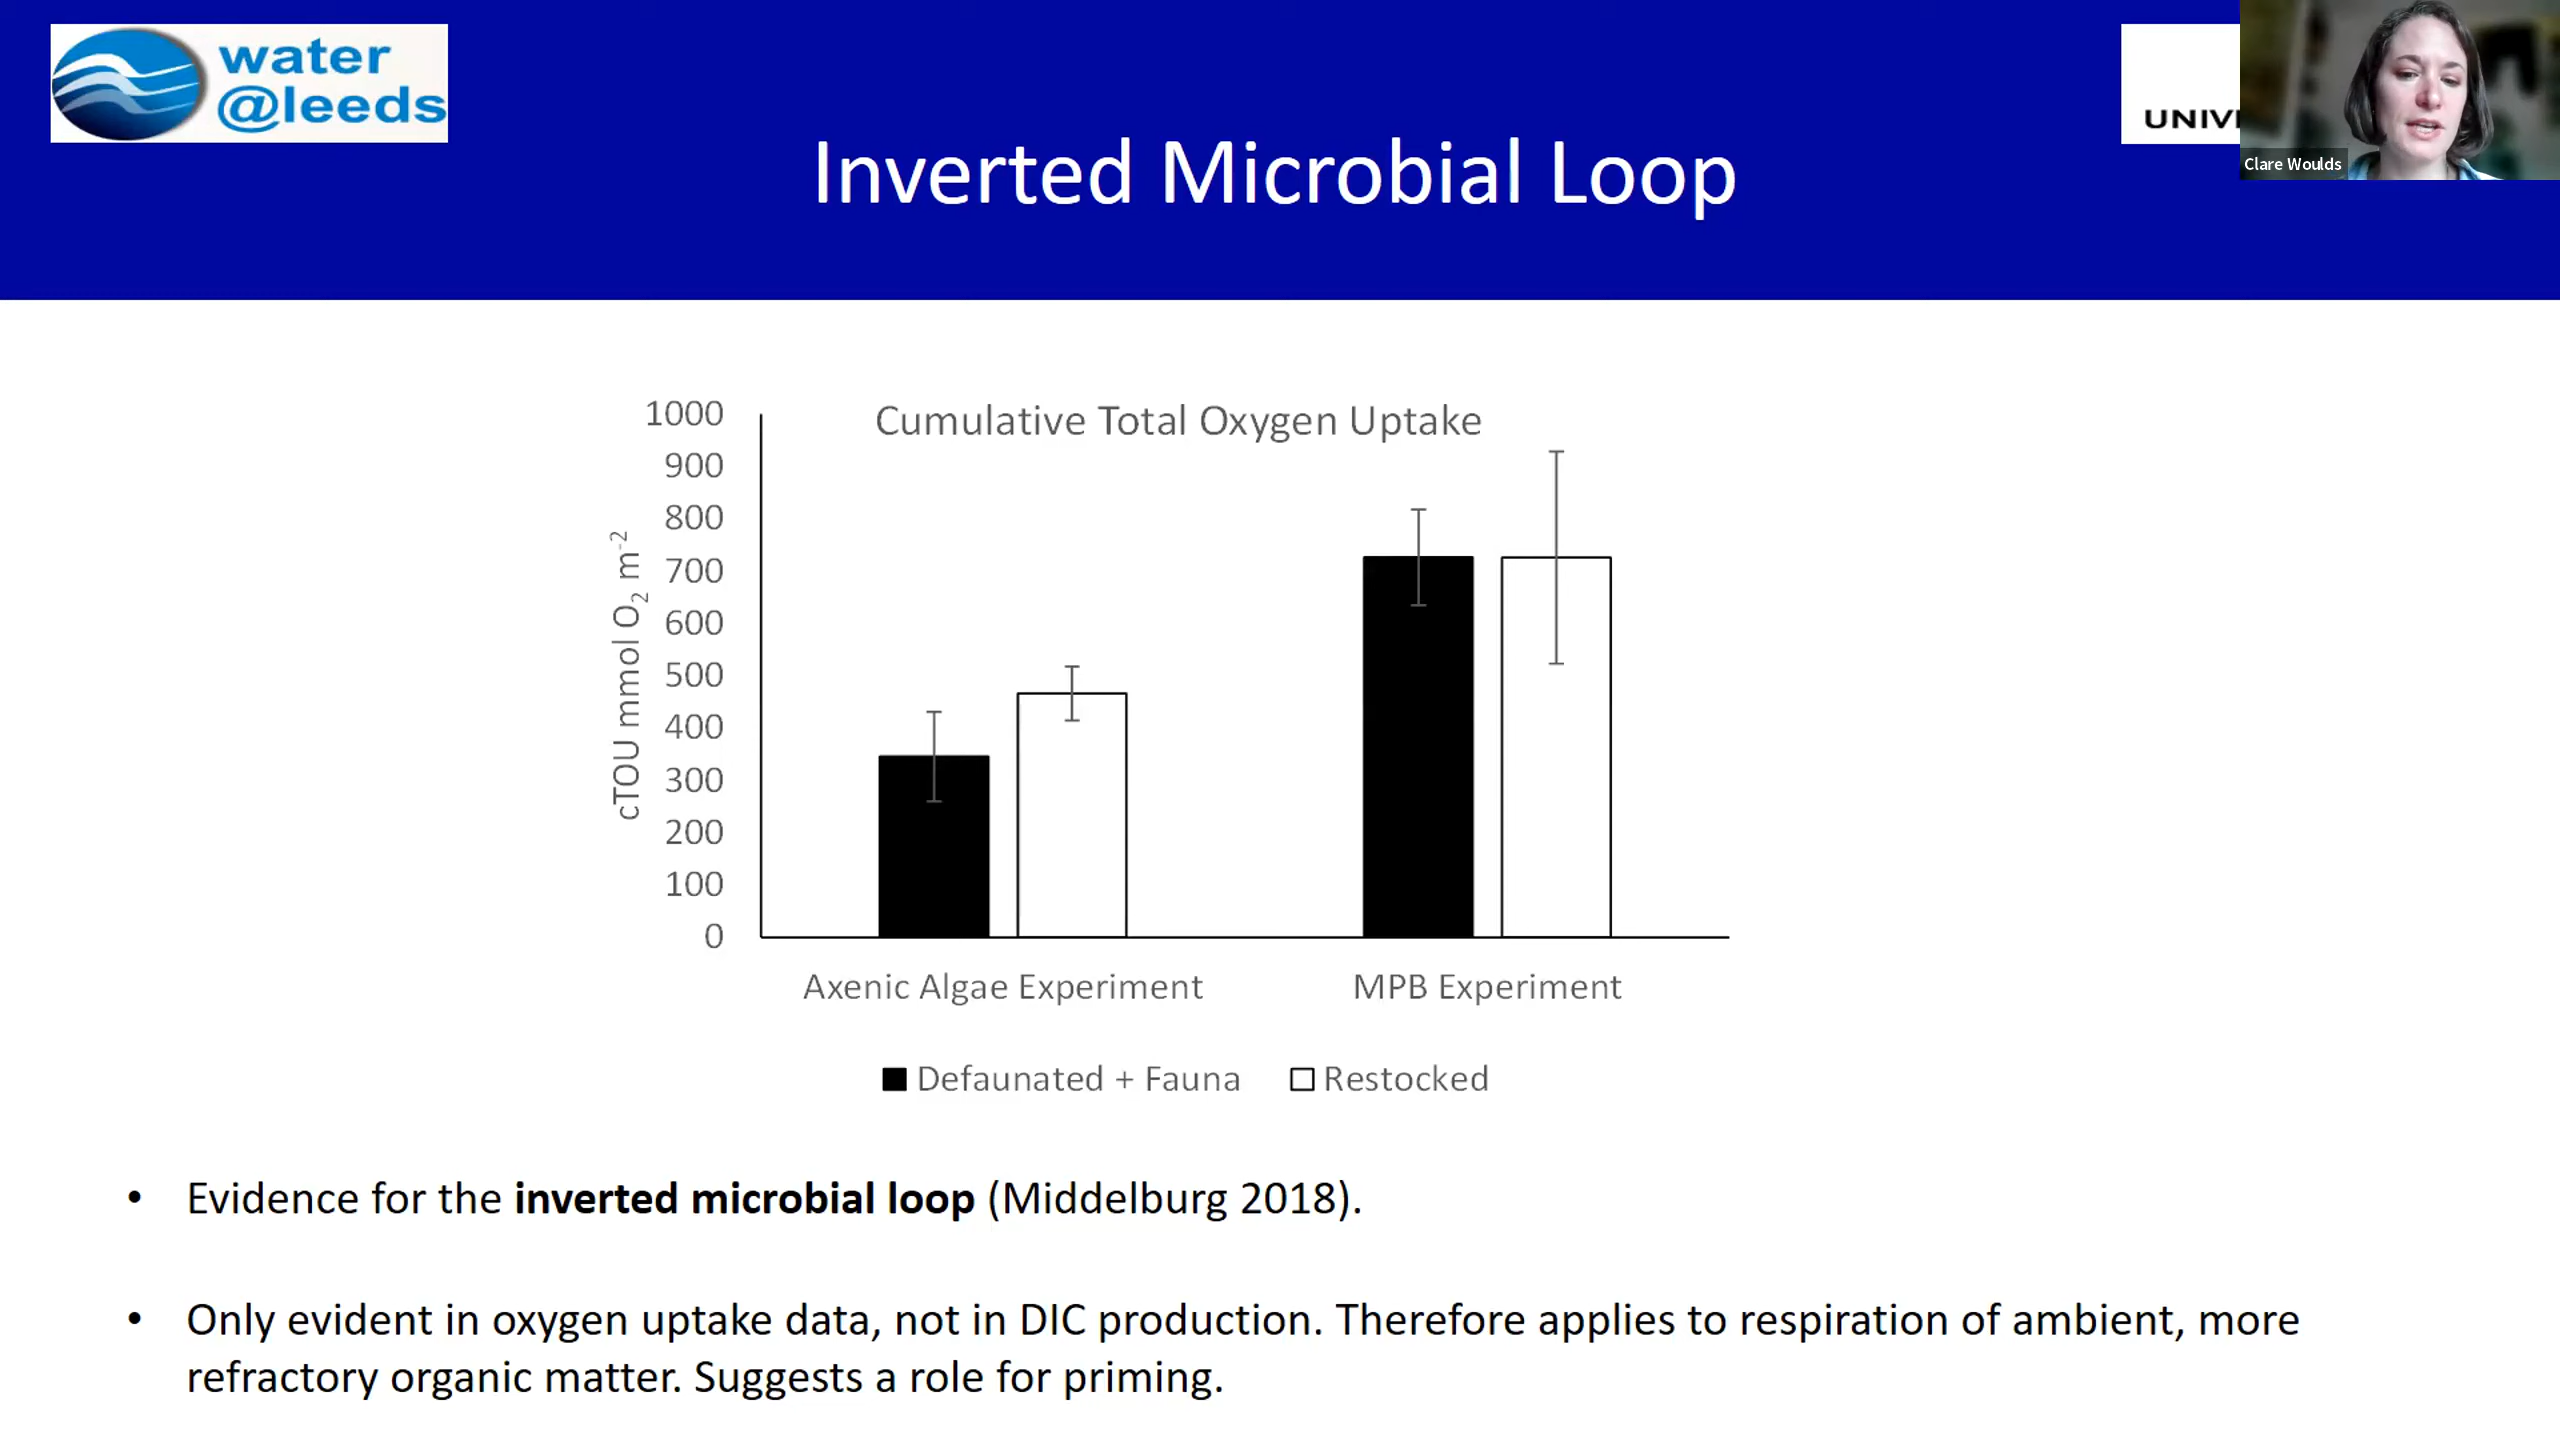 water
@leeds
UNIV
Clare Woulds
Inverted Microbial Loop
Cumulative Total Oxygen Uptake
1000
900
800
700
600
500
400
300
200
100
0
cTOU mmol O₂ m⁻²
Axenic Algae Experiment
MPB Experiment
Defaunated + Fauna
Restocked
• Evidence for the inverted microbial loop (Middelburg 2018).
• Only evident in oxygen uptake data, not in DIC production. Therefore applies to respiration of ambient, more
refractory organic matter. Suggests a role for priming.